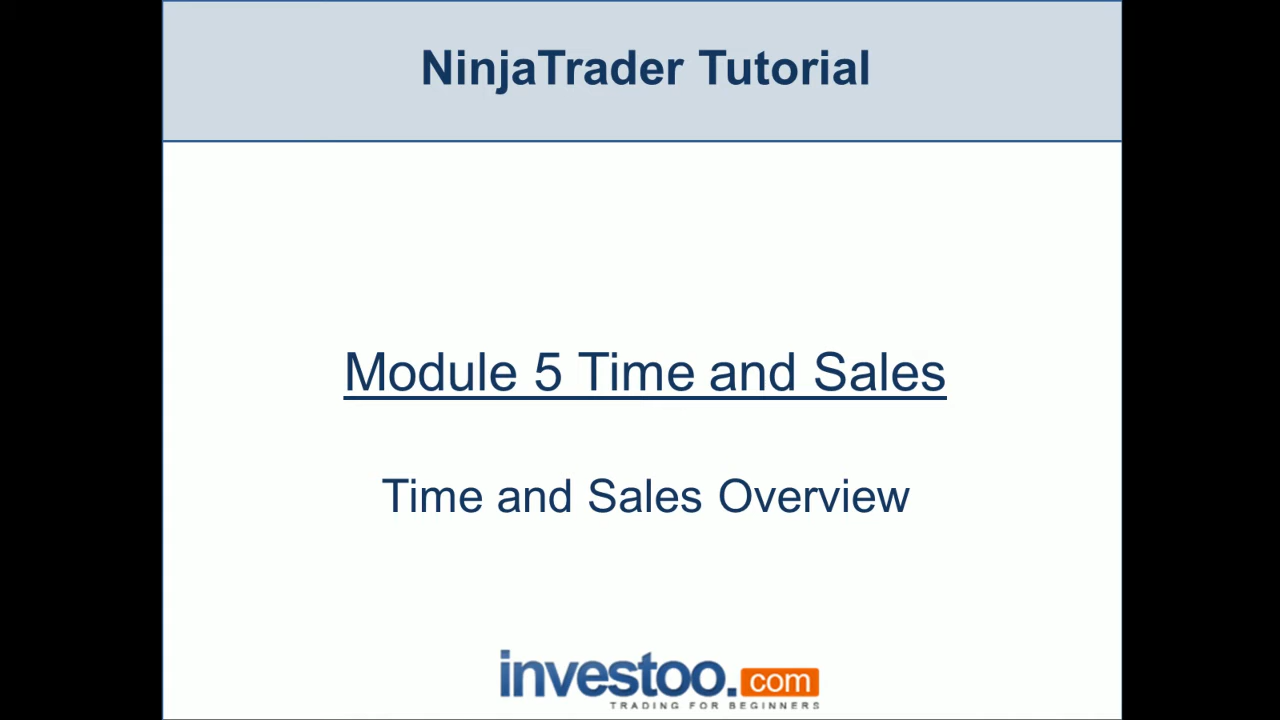 NinjaTrader Tutorial
Module 5 Time and Sales
Time and Sales Overview
investoo.com
TRADING FOR BEGINNERS